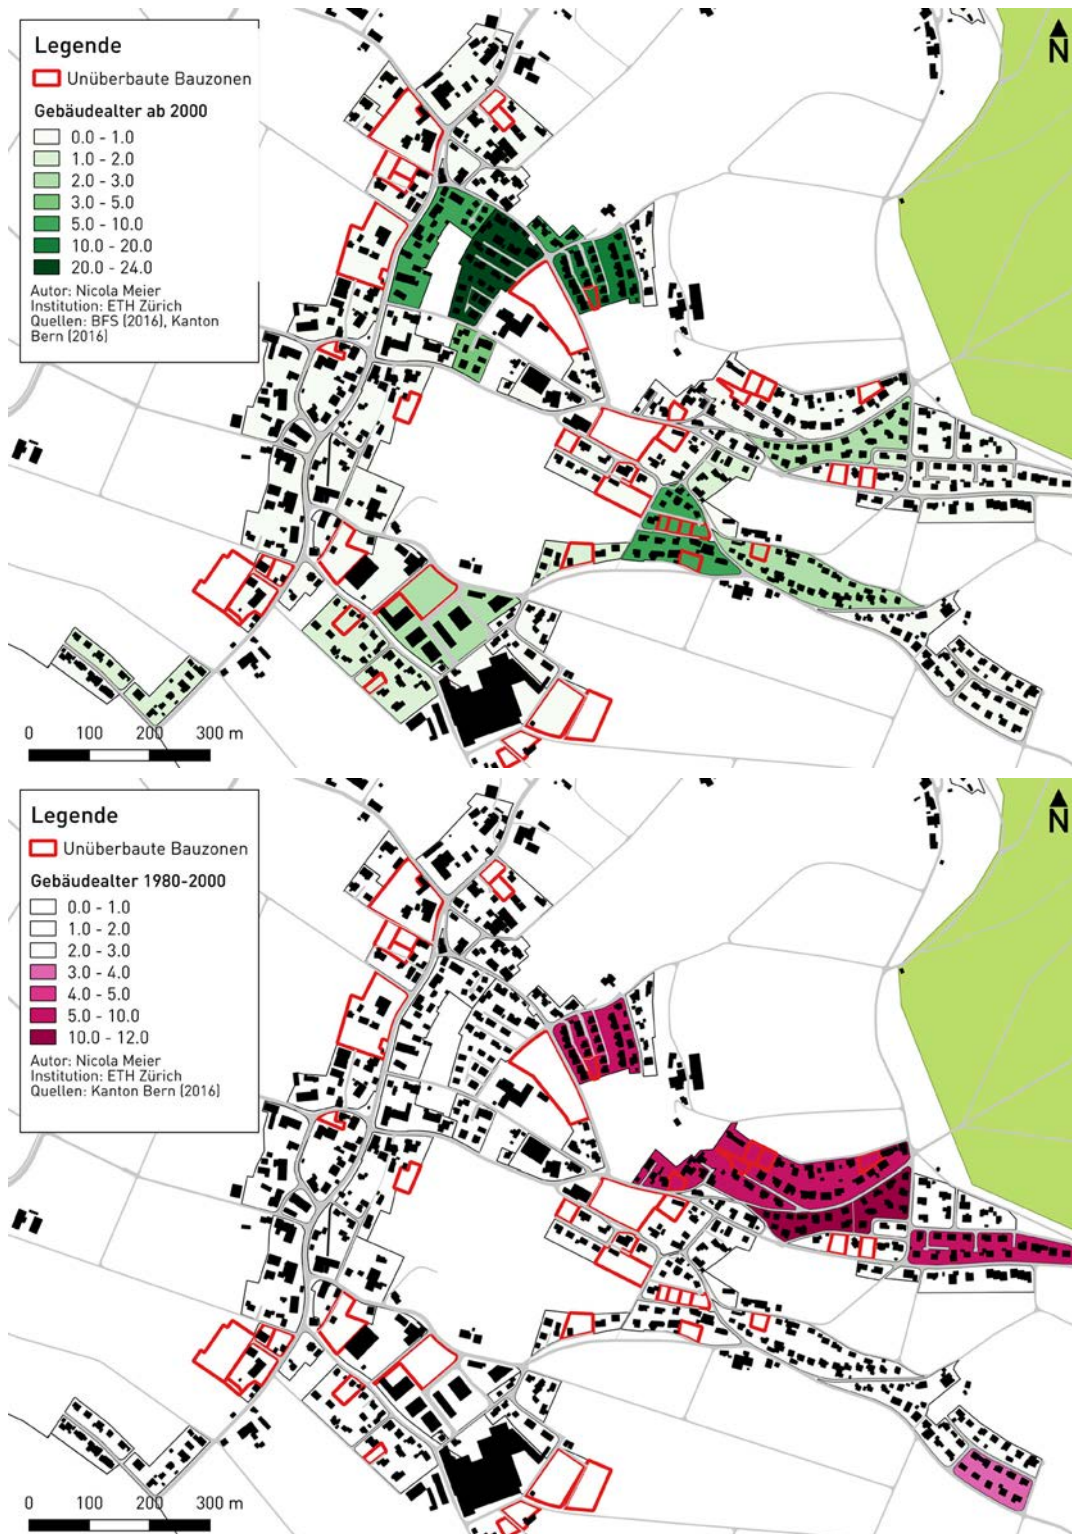 Legende
Unüberbaute Bauzonen
Gebäudealter ab 2000
0.0 - 1.0
1.0 - 2.0
2.0 - 3.0
3.0 - 5.0
5.0 - 10.0
10.0 - 20.0
20.0 - 24.0
Autor: Nicola Meier
Institution: ETH Zürich
Quellen: BFS (2016), Kanton
Bern (2016)
N
0 100 200 300 m
Legende
Unüberbaute Bauzonen
Gebäudealter 1980-2000
0.0 - 1.0
1.0 - 2.0
2.0 - 3.0
3.0 - 4.0
4.0 - 5.0
5.0 - 10.0
10.0 - 12.0
Autor: Nicola Meier
Institution: ETH Zürich
Quellen: Kanton Bern (2016)
N
0 100 200 300 m